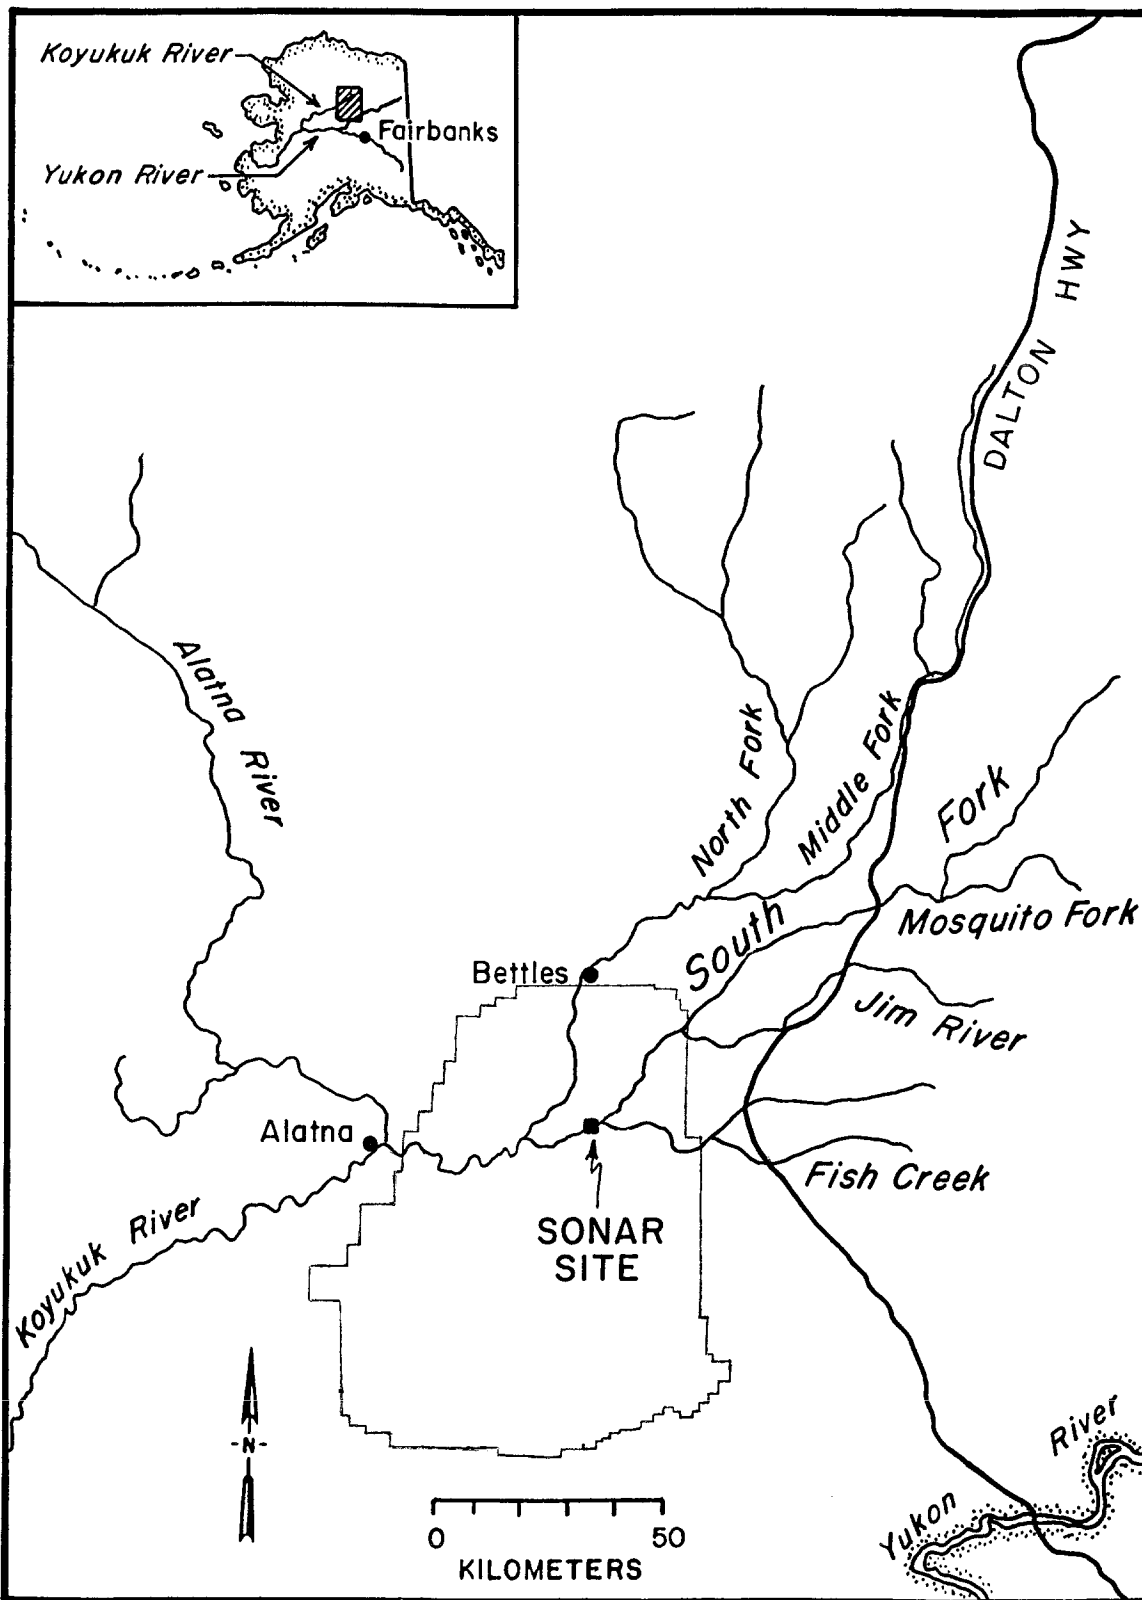 Koyukuk River
Fairbanks
Yukon River
DALTON HWY
Alatna River
North Fork
Middle Fork
South Fork
Mosquito Fork
Bettles
Jim River
Alatna
Fish Creek
SONAR
SITE
Koyukuk River
-N-
0 50
KILOMETERS
Yukon River